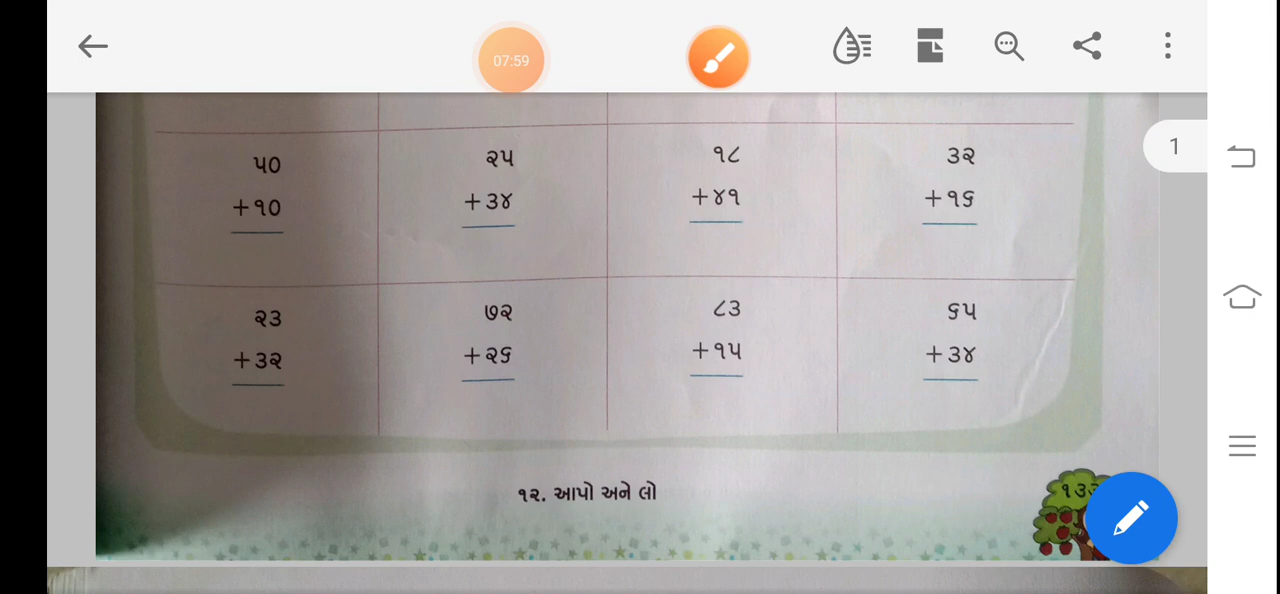 07:59
1
૫૦ ૨૫ ૧૮ ૩૨
+૧૦ +૩૪ +૪૧ +૧૬
૨૩ ૭૨ ૮૩ ૬૫
+૩૨ +૨૬ +૧૫ +૩૪
૧૨. આપો અને લો